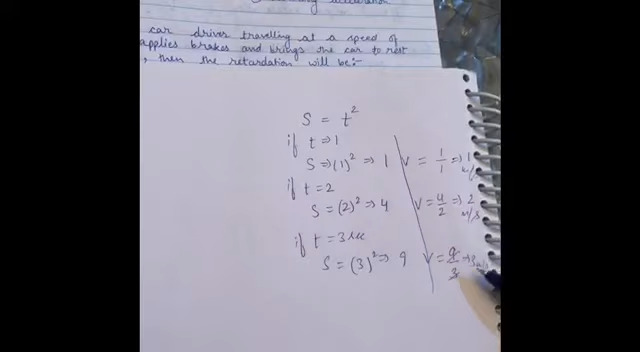 car driver travelling at a speed of
applies brakes and brings the car to rest
, then the retardation will be:-
S = t²
if t ⇒ 1
S ⇒ (1)² ⇒ 1 V = 1/1 ⇒ 1
if t = 2
S = (2)² ⇒ 4 V = 4/2 ⇒ 2 m/s
if t = 3 sec
S = (3)² ⇒ 9 V = 9/3 ⇒ 3 m/s